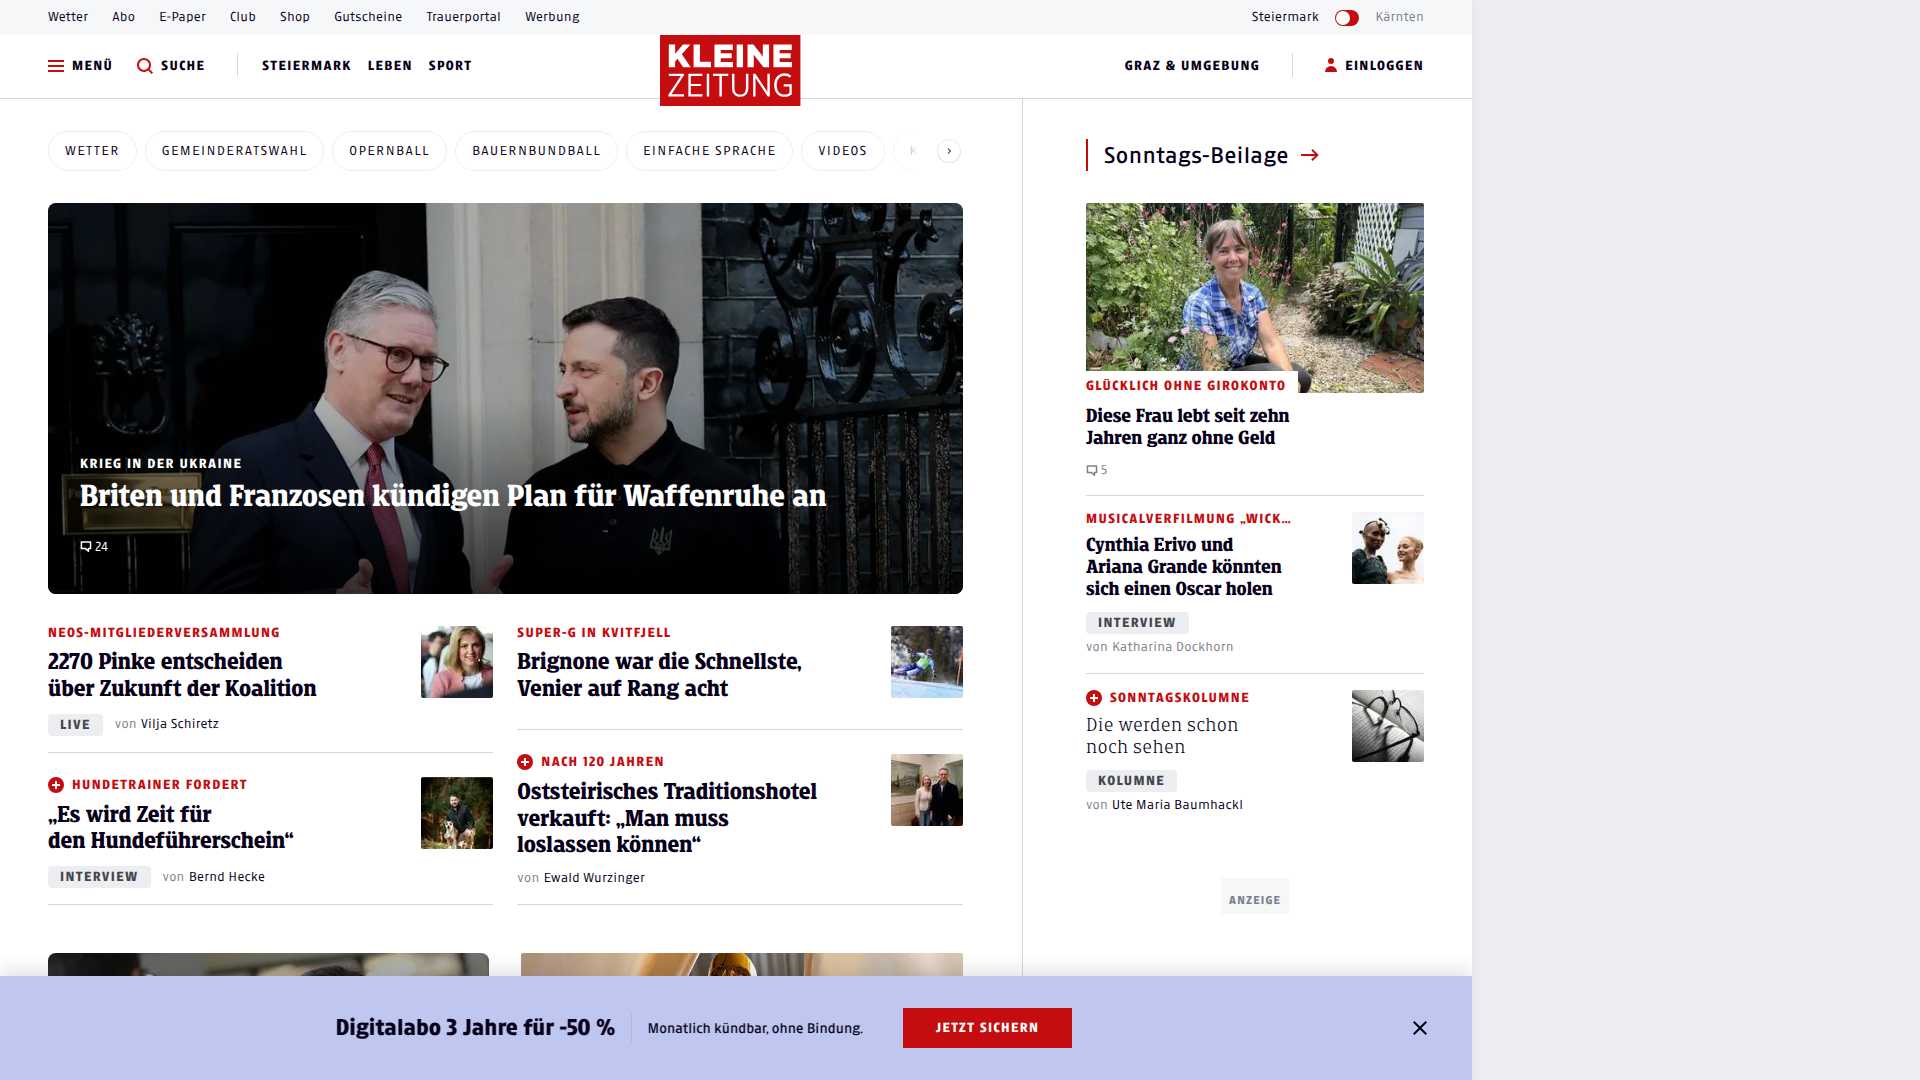 Wetter Abo E-Paper Club Shop Gutscheine Trauerportal Werbung Steiermark Kärnten
MENÜ SUCHE STEIERMARK LEBEN SPORT KLEINE ZEITUNG GRAZ & UMGEBUNG EINLOGGEN
WETTER GEMEINDERATSWAHL OPERNBALL BAUERNBUNDBALL EINFACHE SPRACHE VIDEOS K
KRIEG IN DER UKRAINE
Briten und Franzosen kündigen Plan für Waffenruhe an
24
NEOS-MITGLIEDERVERSAMMLUNG
2270 Pinke entscheiden
über Zukunft der Koalition
LIVE von Vilja Schiretz
HUNDETRAINER FORDERT
„Es wird Zeit für
den Hundeführerschein“
INTERVIEW von Bernd Hecke
SUPER-G IN KVITFJELL
Brignone war die Schnellste,
Venier auf Rang acht
NACH 120 JAHREN
Oststeirisches Traditionshotel
verkauft: „Man muss
loslassen können“
von Ewald Wurzinger
Sonntags-Beilage
GLÜCKLICH OHNE GIROKONTO
Diese Frau lebt seit zehn
Jahren ganz ohne Geld
5
MUSICALVERFILMUNG „WICK...
Cynthia Erivo und
Ariana Grande könnten
sich einen Oscar holen
INTERVIEW
von Katharina Dockhorn
SONNTAGSKOLUMNE
Die werden schon
noch sehen
KOLUMNE
von Ute Maria Baumhackl
ANZEIGE
Digitalabo 3 Jahre für -50 % Monatlich kündbar, ohne Bindung. JETZT SICHERN